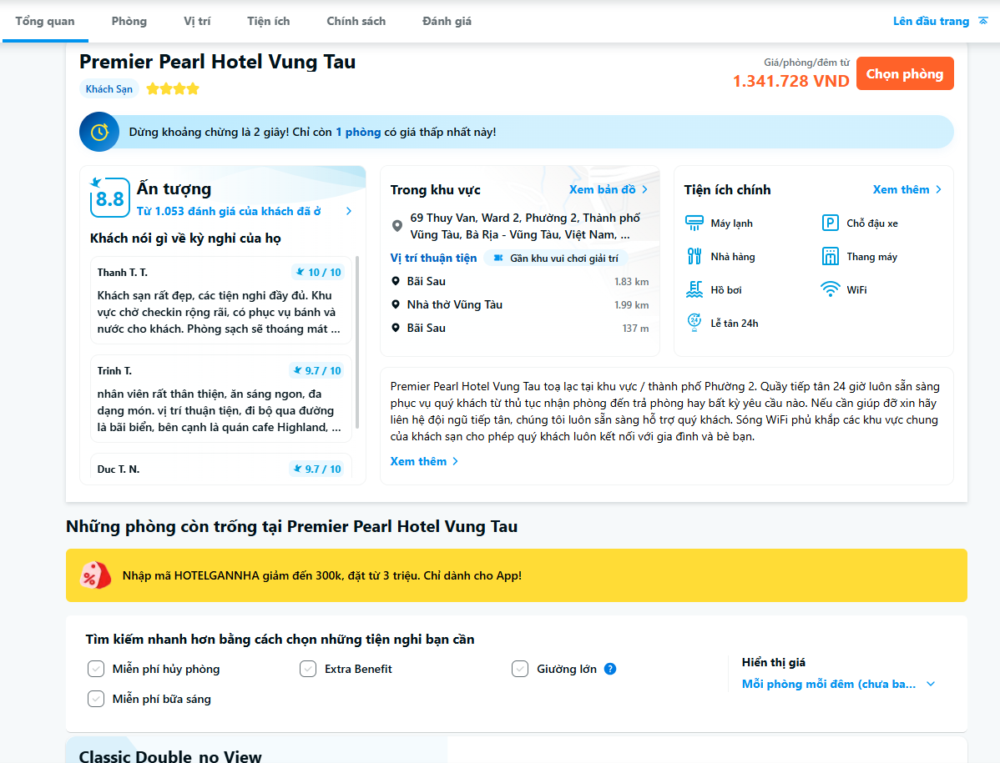 Tổng quan
Phòng
Vị trí
Tiện ích
Chính sách
Đánh giá
Lên đầu trang
Premier Pearl Hotel Vung Tau
Khách Sạn
Giá/phòng/đêm từ
1.341.728 VND
Chọn phòng
Dừng khoảng chừng là 2 giây! Chỉ còn 1 phòng có giá thấp nhất này!
8.8
Ấn tượng
Từ 1.053 đánh giá của khách đã ở
Khách nói gì về kỳ nghỉ của họ
Thanh T. T.
10 / 10
Khách sạn rất đẹp, các tiện nghi đầy đủ. Khu
vực chờ checkin rộng rãi, có phục vụ bánh và
nước cho khách. Phòng sạch sẽ thoáng mát ...
Trinh T.
9.7 / 10
nhân viên rất thân thiện, ăn sáng ngon, đa
dạng món. vị trí thuận tiện, đi bộ qua đường
là bãi biển, bên cạnh là quán cafe Highland, ...
Duc T. N.
9.7 / 10
Trong khu vực
Xem bản đồ
69 Thuy Van, Ward 2, Phường 2, Thành phố
Vũng Tàu, Bà Rịa - Vũng Tàu, Việt Nam, ...
Vị trí thuận tiện
Gần khu vui chơi giải trí
Bãi Sau
1.83 km
Nhà thờ Vũng Tàu
1.99 km
Bãi Sau
137 m
Tiện ích chính
Xem thêm
Máy lạnh
Chỗ đậu xe
Nhà hàng
Thang máy
Hồ bơi
WiFi
24
Lễ tân 24h
Premier Pearl Hotel Vung Tau toạ lạc tại khu vực / thành phố Phường 2. Quầy tiếp tân 24 giờ luôn sẵn sàng
phục vụ quý khách từ thủ tục nhận phòng đến trả phòng hay bất kỳ yêu cầu nào. Nếu cần giúp đỡ xin hãy
liên hệ đội ngũ tiếp tân, chúng tôi luôn sẵn sàng hỗ trợ quý khách. Sóng WiFi phủ khắp các khu vực chung
của khách sạn cho phép quý khách luôn kết nối với gia đình và bè bạn.
Xem thêm
Những phòng còn trống tại Premier Pearl Hotel Vung Tau
Nhập mã HOTELGANNHA giảm đến 300k, đặt từ 3 triệu. Chỉ dành cho App!
Tìm kiếm nhanh hơn bằng cách chọn những tiện nghi bạn cần
Miễn phí hủy phòng
Extra Benefit
Giường lớn
Miễn phí bữa sáng
Hiển thị giá
Mỗi phòng mỗi đêm (chưa ba...
Classic Double no View